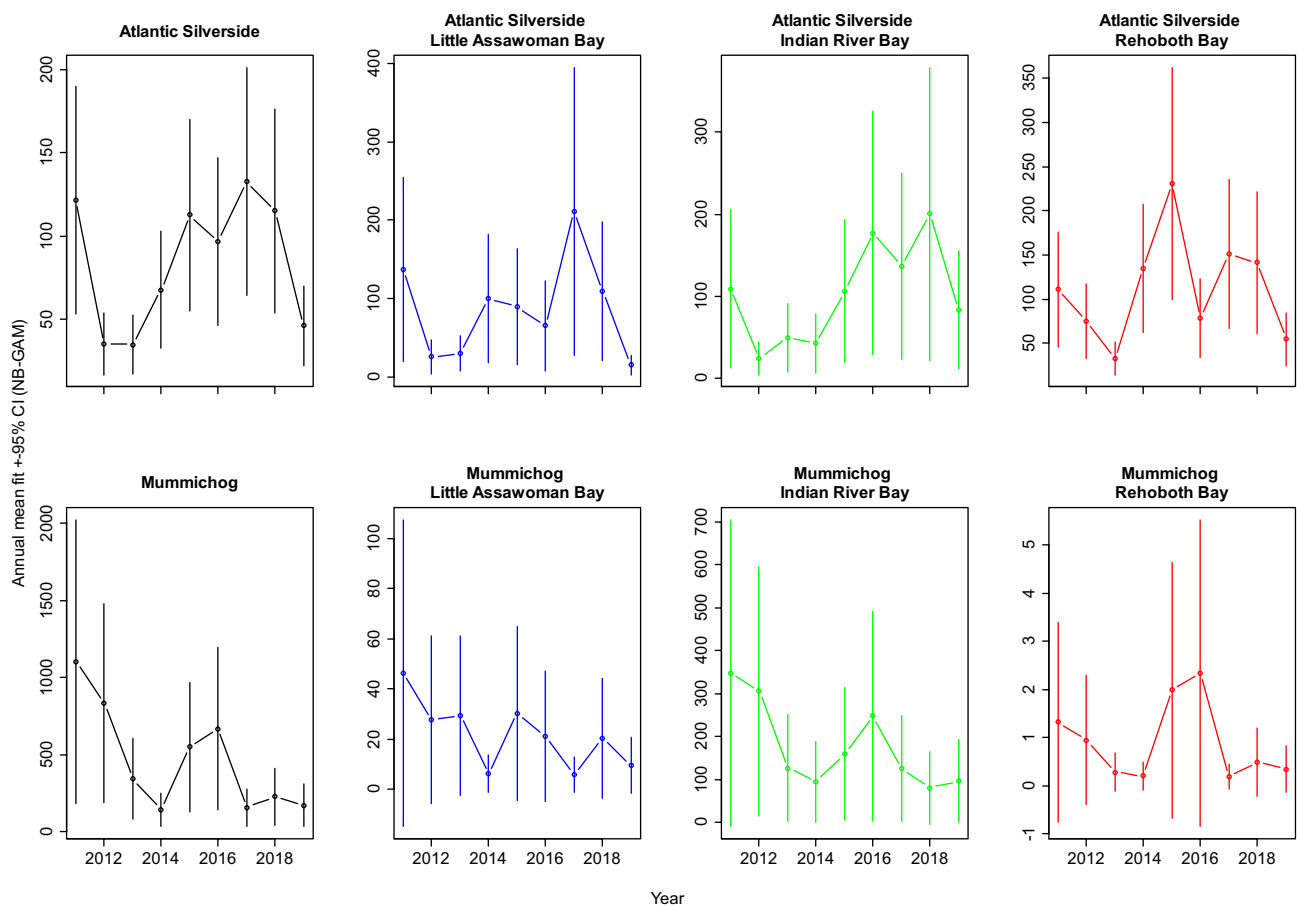 Atlantic Silverside
Atlantic Silverside
Little Assawoman Bay
Atlantic Silverside
Indian River Bay
Atlantic Silverside
Rehoboth Bay
200
150
100
50
400
300
200
100
0
300
200
100
0
350
300
250
200
150
100
50
0
Annual mean fit +-95% CI (NB-GAM)
Mummichog
Mummichog
Little Assawoman Bay
Mummichog
Indian River Bay
Mummichog
Rehoboth Bay
2000
1500
1000
500
0
100
80
60
40
20
0
700
600
500
400
300
200
100
0
5
4
3
2
1
0
-1
2012 2014 2016 2018
2012 2014 2016 2018
2012 2014 2016 2018
2012 2014 2016 2018
Year